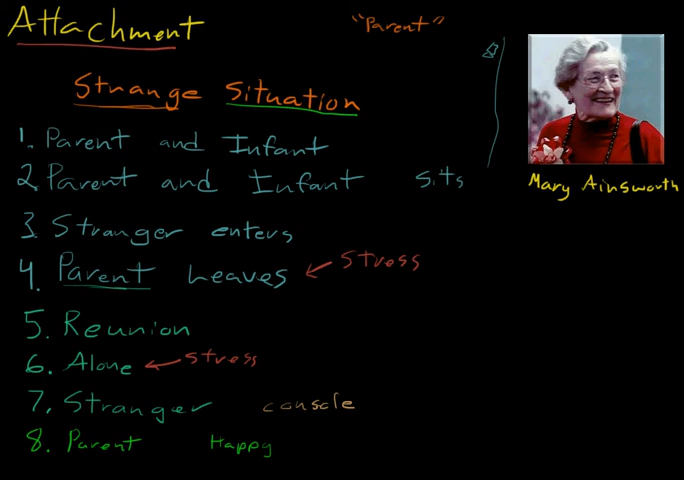 Attachment
"Parent"
Strange Situation
1. Parent and Infant
2. Parent and Infant sits
3. Stranger enters
4. Parent Leaves ← Stress
5. Reunion
6. Alone ← Stress
7. Stranger console
8. Parent Happy
Mary Ainsworth